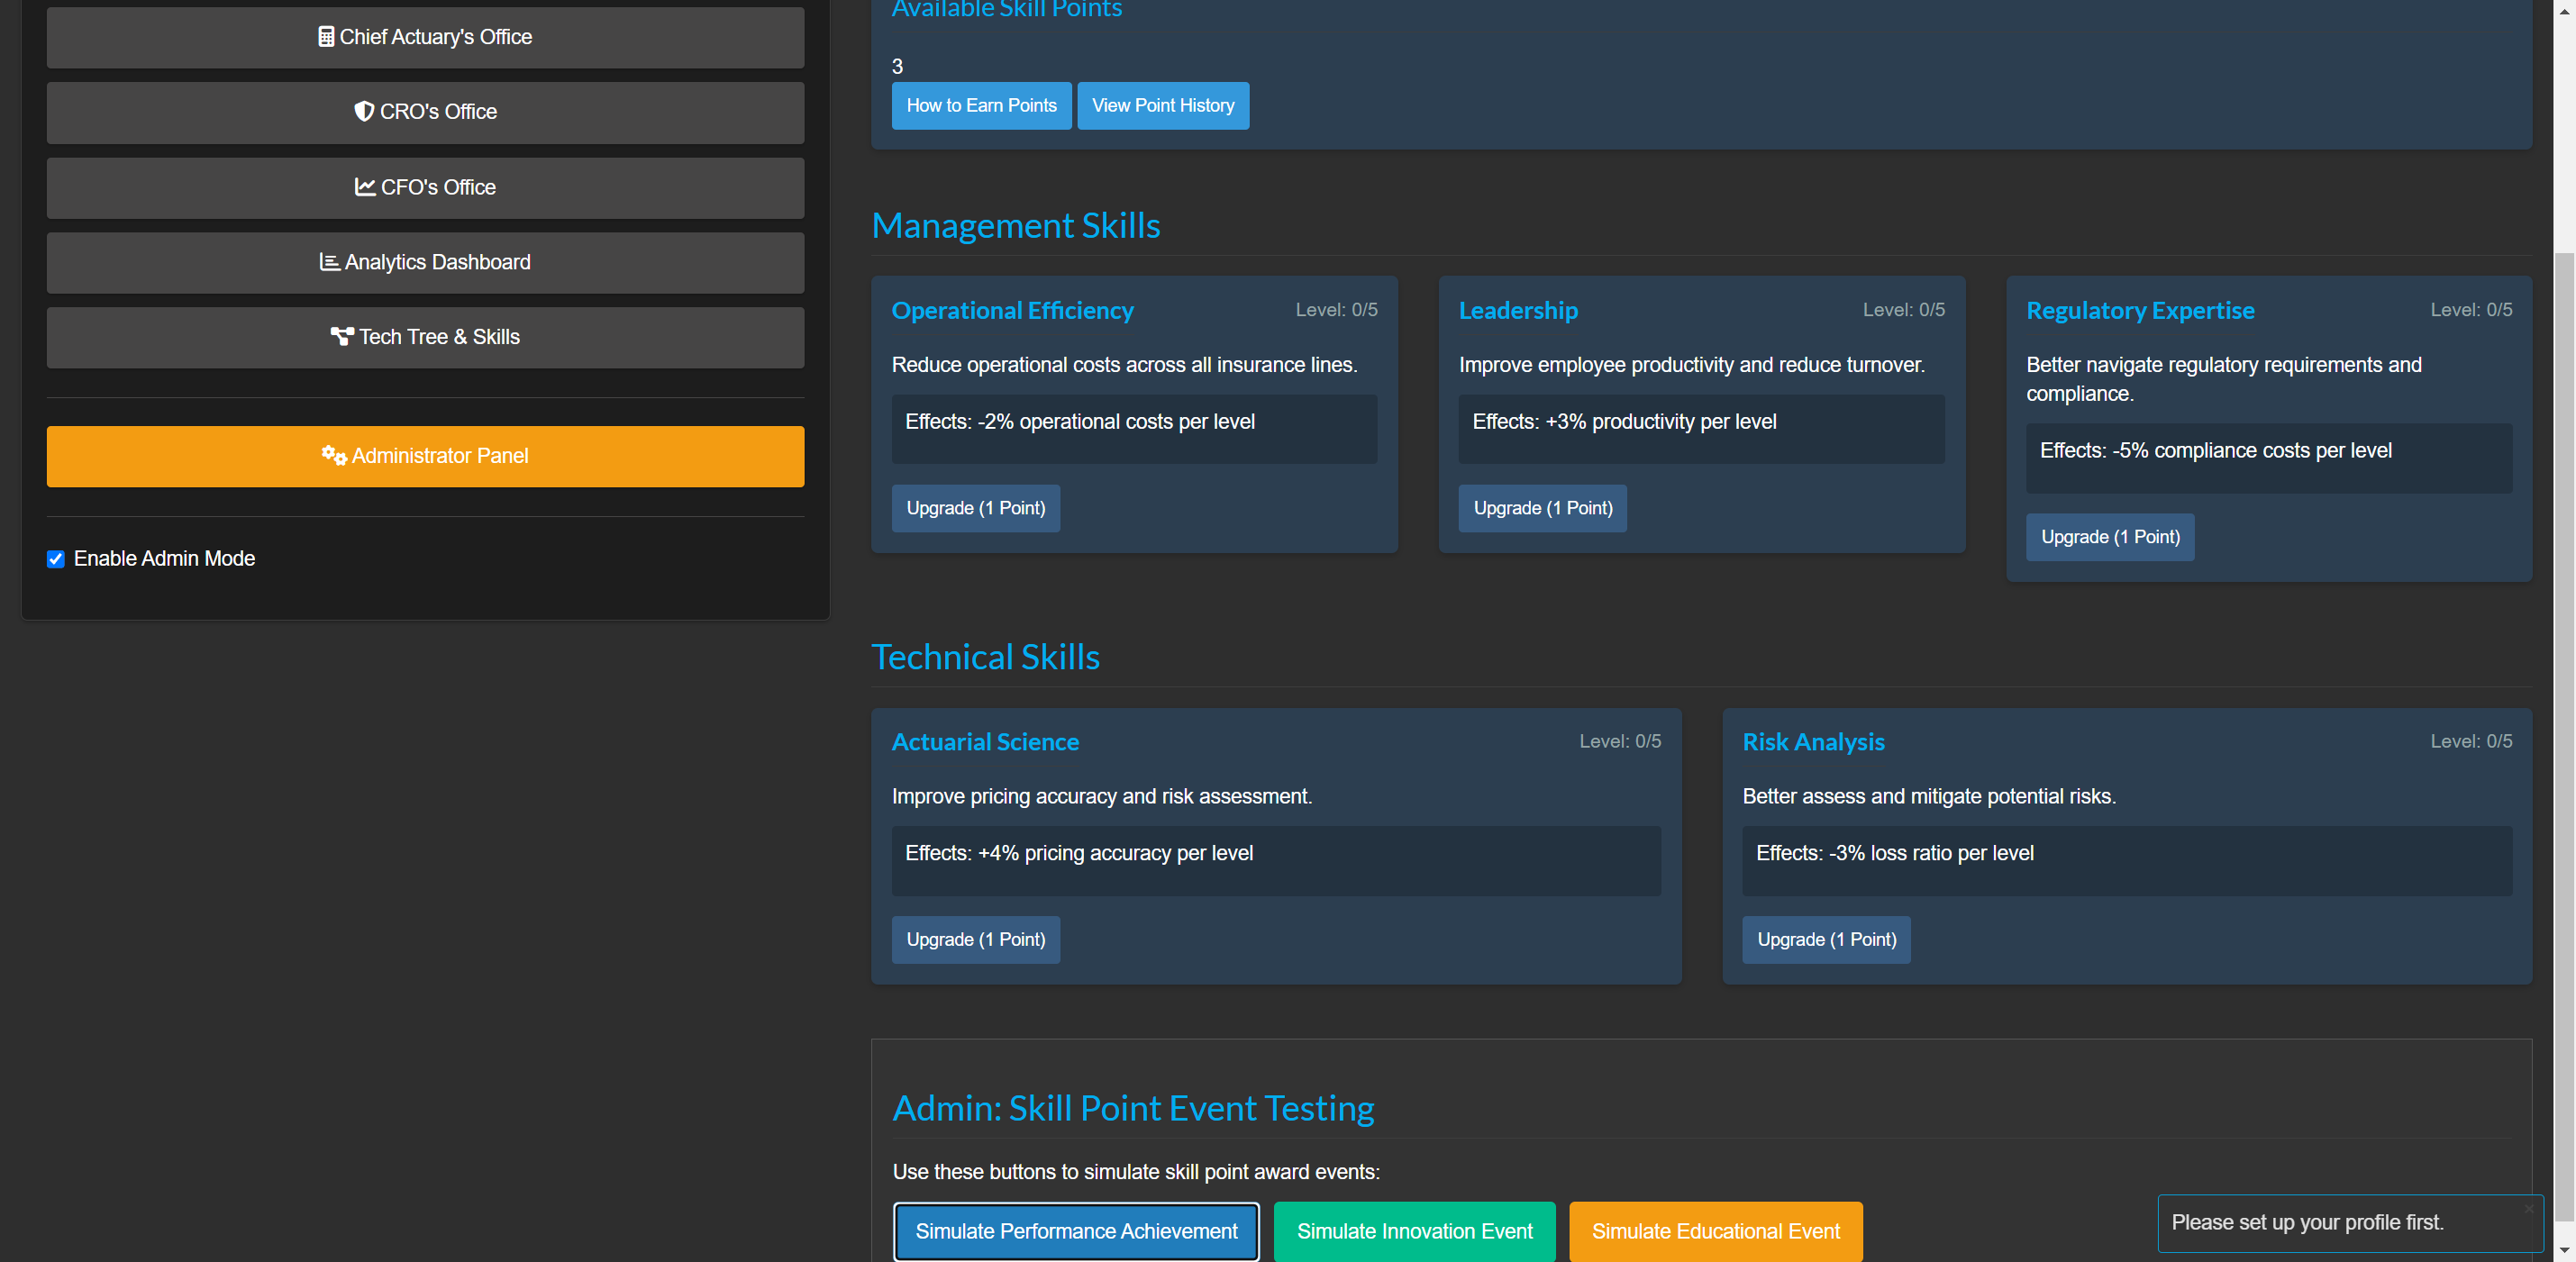 Chief Actuary's Office
CRO's Office
CFO's Office
Analytics Dashboard
Tech Tree & Skills
Administrator Panel
Enable Admin Mode
Available Skill Points
3
How to Earn Points
View Point History
Management Skills
Operational Efficiency
Level: 0/5
Reduce operational costs across all insurance lines.
Effects: -2% operational costs per level
Upgrade (1 Point)
Leadership
Level: 0/5
Improve employee productivity and reduce turnover.
Effects: +3% productivity per level
Upgrade (1 Point)
Regulatory Expertise
Level: 0/5
Better navigate regulatory requirements and
compliance.
Effects: -5% compliance costs per level
Upgrade (1 Point)
Technical Skills
Actuarial Science
Level: 0/5
Improve pricing accuracy and risk assessment.
Effects: +4% pricing accuracy per level
Upgrade (1 Point)
Risk Analysis
Level: 0/5
Better assess and mitigate potential risks.
Effects: -3% loss ratio per level
Upgrade (1 Point)
Admin: Skill Point Event Testing
Use these buttons to simulate skill point award events:
Simulate Performance Achievement
Simulate Innovation Event
Simulate Educational Event
Please set up your profile first.